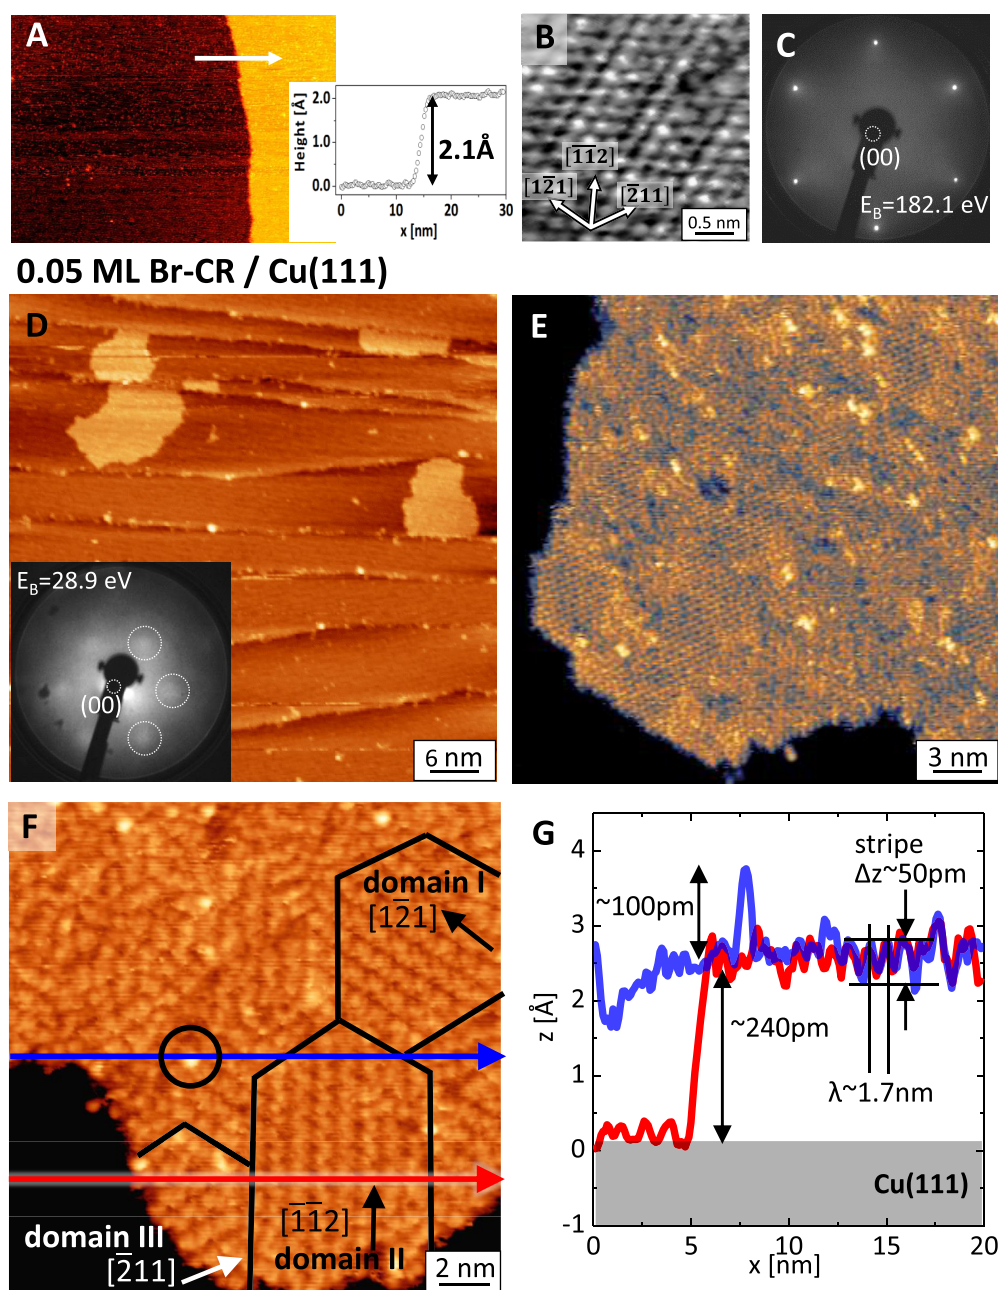 A
Height [Å]
2.0
1.0
0.0
2.1Å
0 10 20 30
x [nm]
B
[1̅1̅2]
[12̅1]
[2̅11]
0.5 nm
C
(00)
E_B=182.1 eV
0.05 ML Br-CR / Cu(111)
D
E_B=28.9 eV
(00)
6 nm
E
3 nm
F
domain I
[12̅1]
[1̅1̅2]
domain II
domain III
[2̅11]
2 nm
G
z [Å]
4
3
2
1
0
-1
~100pm
stripe
Δz~50pm
~240pm
λ~1.7nm
Cu(111)
0 5 10 15 20
x [nm]